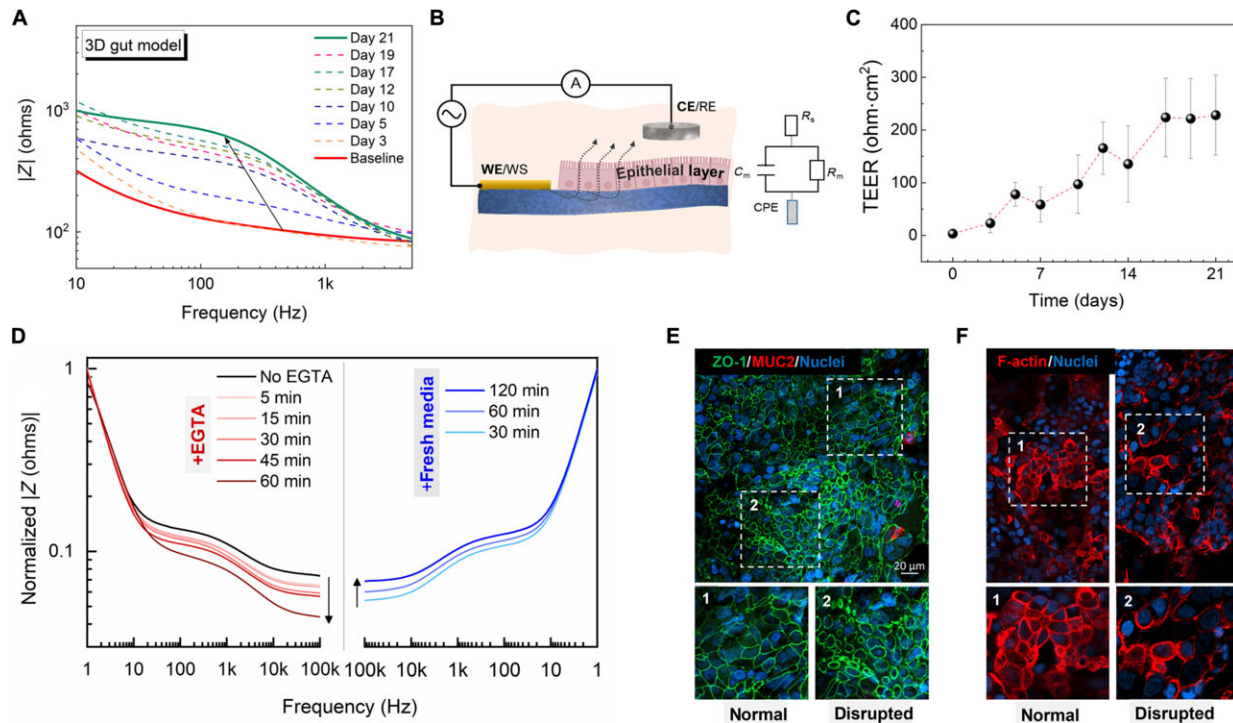 A
3D gut model
Day 21
Day 19
Day 17
Day 12
Day 10
Day 5
Day 3
Baseline
|Z| (ohms)
10³
10²
10 100 1k
Frequency (Hz)
B
A
CE/RE
WE/WS
Epithelial layer
Rs
Cm
Rm
CPE
C
TEER (ohm·cm²)
400
300
200
100
0
0 7 14 21
Time (days)
D
Normalized |Z (ohms)|
1
0.1
No EGTA
5 min
15 min
30 min
45 min
60 min
+EGTA
+Fresh media
120 min
60 min
30 min
1 10 100 1k 10k 100k 100k 10k 1k 100 10 1
Frequency (Hz)
E
ZO-1/MUC2/Nuclei
1
2
20 µm
1
2
Normal Disrupted
F
F-actin/Nuclei
1
2
1
2
Normal Disrupted